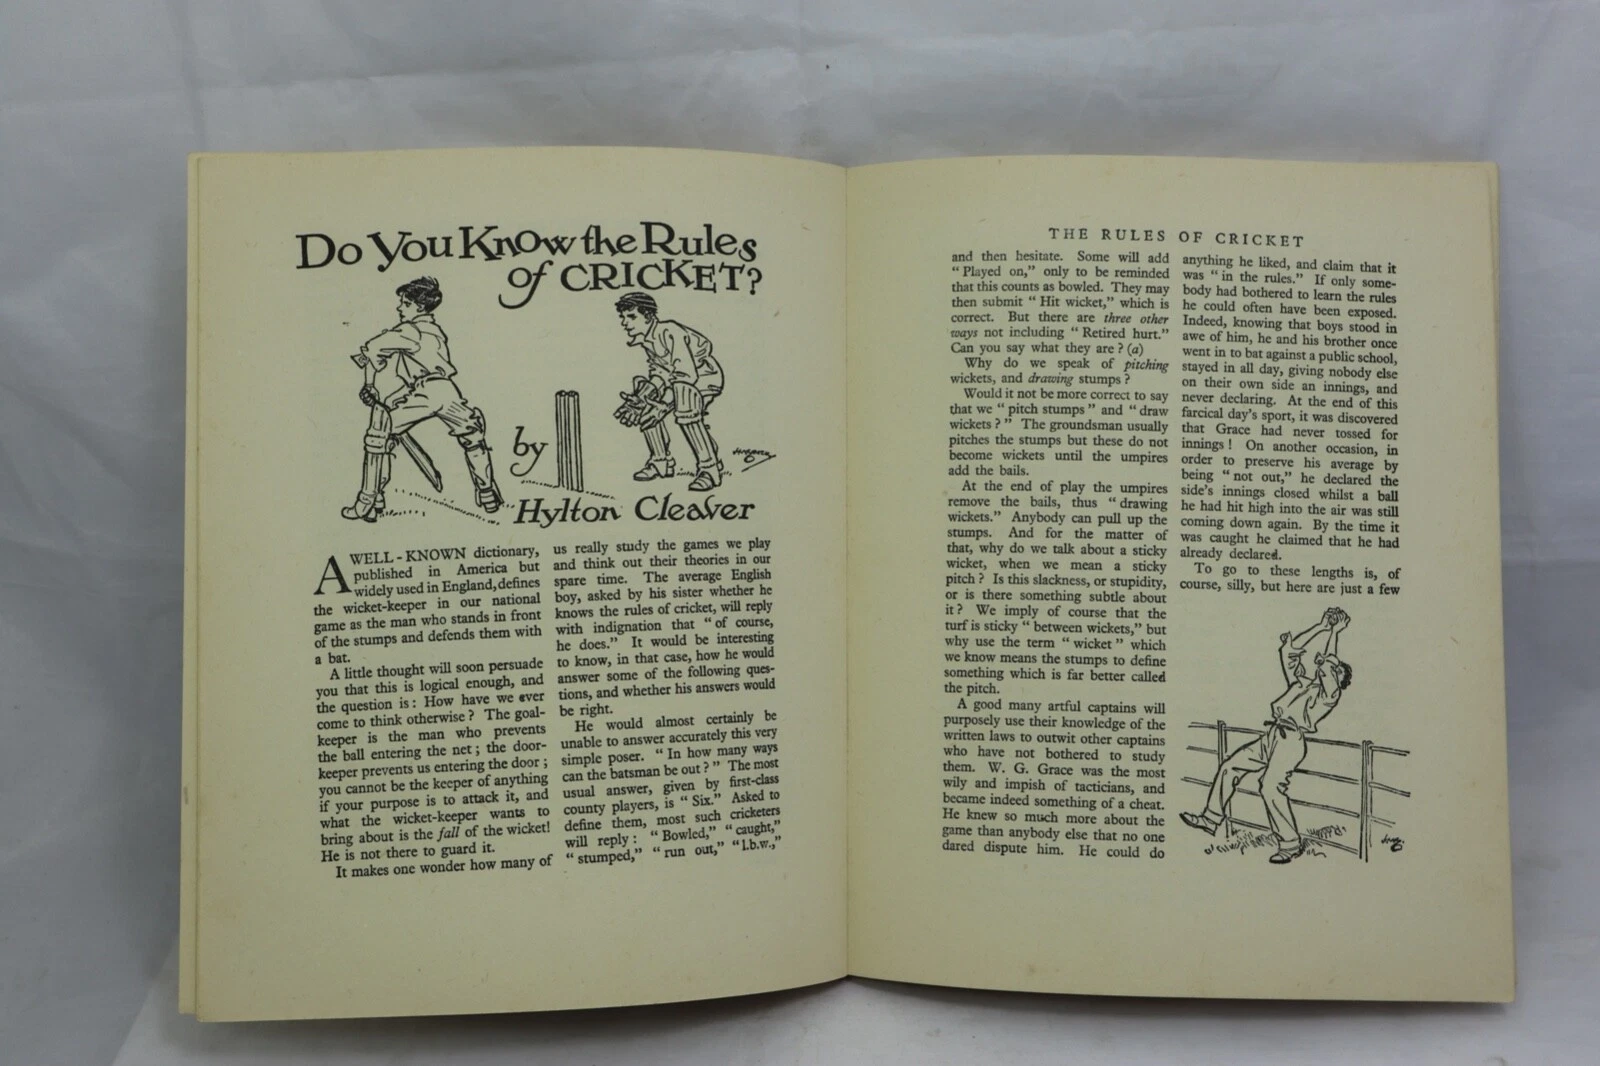 Do You Know the Rules
of CRICKET?
by
Hylton Cleaver
A WELL-KNOWN dictionary,
published in America but
widely used in England, defines
the wicket-keeper in our national
game as the man who stands in front
of the stumps and defends them with
a bat.
A little thought will soon persuade
you that this is logical enough, and
the question is: How have we ever
come to think otherwise? The goal-
keeper is the man who prevents
the ball entering the net; the door-
keeper prevents us entering the door;
you cannot be the keeper of anything
if your purpose is to attack it, and
what the wicket-keeper wants to
bring about is the fall of the wicket!
He is not there to guard it.
It makes one wonder how many of
us really study the games we play
and think out their theories in our
spare time. The average English
boy, asked by his sister whether he
knows the rules of cricket, will reply
with indignation that "of course,
he does." It would be interesting
to know, in that case, how he would
answer some of the following ques-
tions, and whether his answers would
be right.
He would almost certainly be
unable to answer accurately this very
simple poser. "In how many ways
can the batsman be out?" The most
usual answer, given by first-class
county players, is "Six." Asked to
define them, most such cricketers
will reply: "Bowled," "caught,"
"stumped," "run out," "l.b.w.,"
THE RULES OF CRICKET
and then hesitate. Some will add
"Played on," only to be reminded
that this counts as bowled. They may
then submit "Hit wicket," which is
correct. But there are three other
ways not including "Retired hurt."
Can you say what they are? (a)
Why do we speak of pitching
wickets, and drawing stumps?
Would it not be more correct to say
that we "pitch stumps" and "draw
wickets?" The groundsman usually
pitches the stumps but these do not
become wickets until the umpires
add the bails.
At the end of play the umpires
remove the bails, thus "drawing
wickets." Anybody can pull up the
stumps. And for the matter of
that, why do we talk about a sticky
wicket, when we mean a sticky
pitch? Is this slackness, or stupidity,
or is there something subtle about
it? We imply of course that the
turf is sticky "between wickets," but
why use the term "wicket" which
we know means the stumps to define
something which is far better called
the pitch.
A good many artful captains will
purposely use their knowledge of the
written laws to outwit other captains
who have not bothered to study
them. W. G. Grace was the most
wily and impish of tacticians, and
became indeed something of a cheat.
He knew so much more about the
game than anybody else that no one
dared dispute him. He could do
anything he liked, and claim that it
was "in the rules." If only some-
body had bothered to learn the rules
he could often have been exposed.
Indeed, knowing that boys stood in
awe of him, he and his brother once
went in to bat against a public school,
stayed in all day, giving nobody else
on their own side an innings, and
never declaring. At the end of this
farcical day's sport, it was discovered
that Grace had never tossed for
innings! On another occasion, in
order to preserve his average by
being "not out," he declared the
side's innings closed whilst a ball
he had hit high into the air was still
coming down again. By the time it
was caught he claimed that he had
already declared.
To go to these lengths is, of
course, silly, but here are just a few